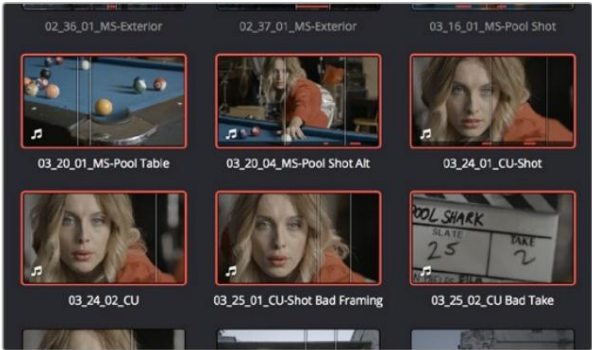 02_36_01_MS-Exterior
02_37_01_MS-Exterior
03_16_01_MS-Pool Shot
03_20_01_MS-Pool Table
03_20_04_MS-Pool Shot Alt
03_24_01_CU-Shot
POOL SHARK
SLATE
TAKE
25
2
03_24_02_CU
03_25_01_CU-Shot Bad Framing
03_25_02_CU Bad Take